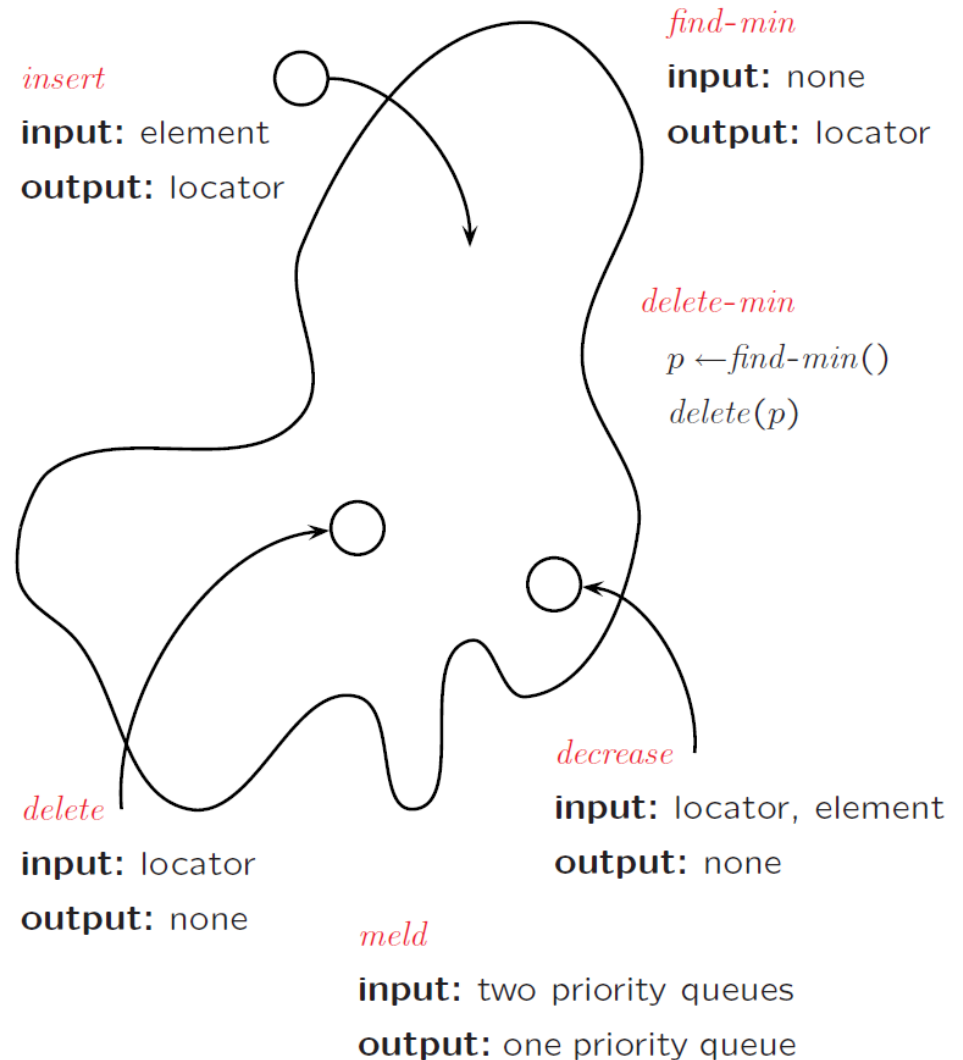 insert
input: element
output: locator
find-min
input: none
output: locator
delete-min
p ←find-min()
delete(p)
delete
input: locator
output: none
decrease
input: locator, element
output: none
meld
input: two priority queues
output: one priority queue